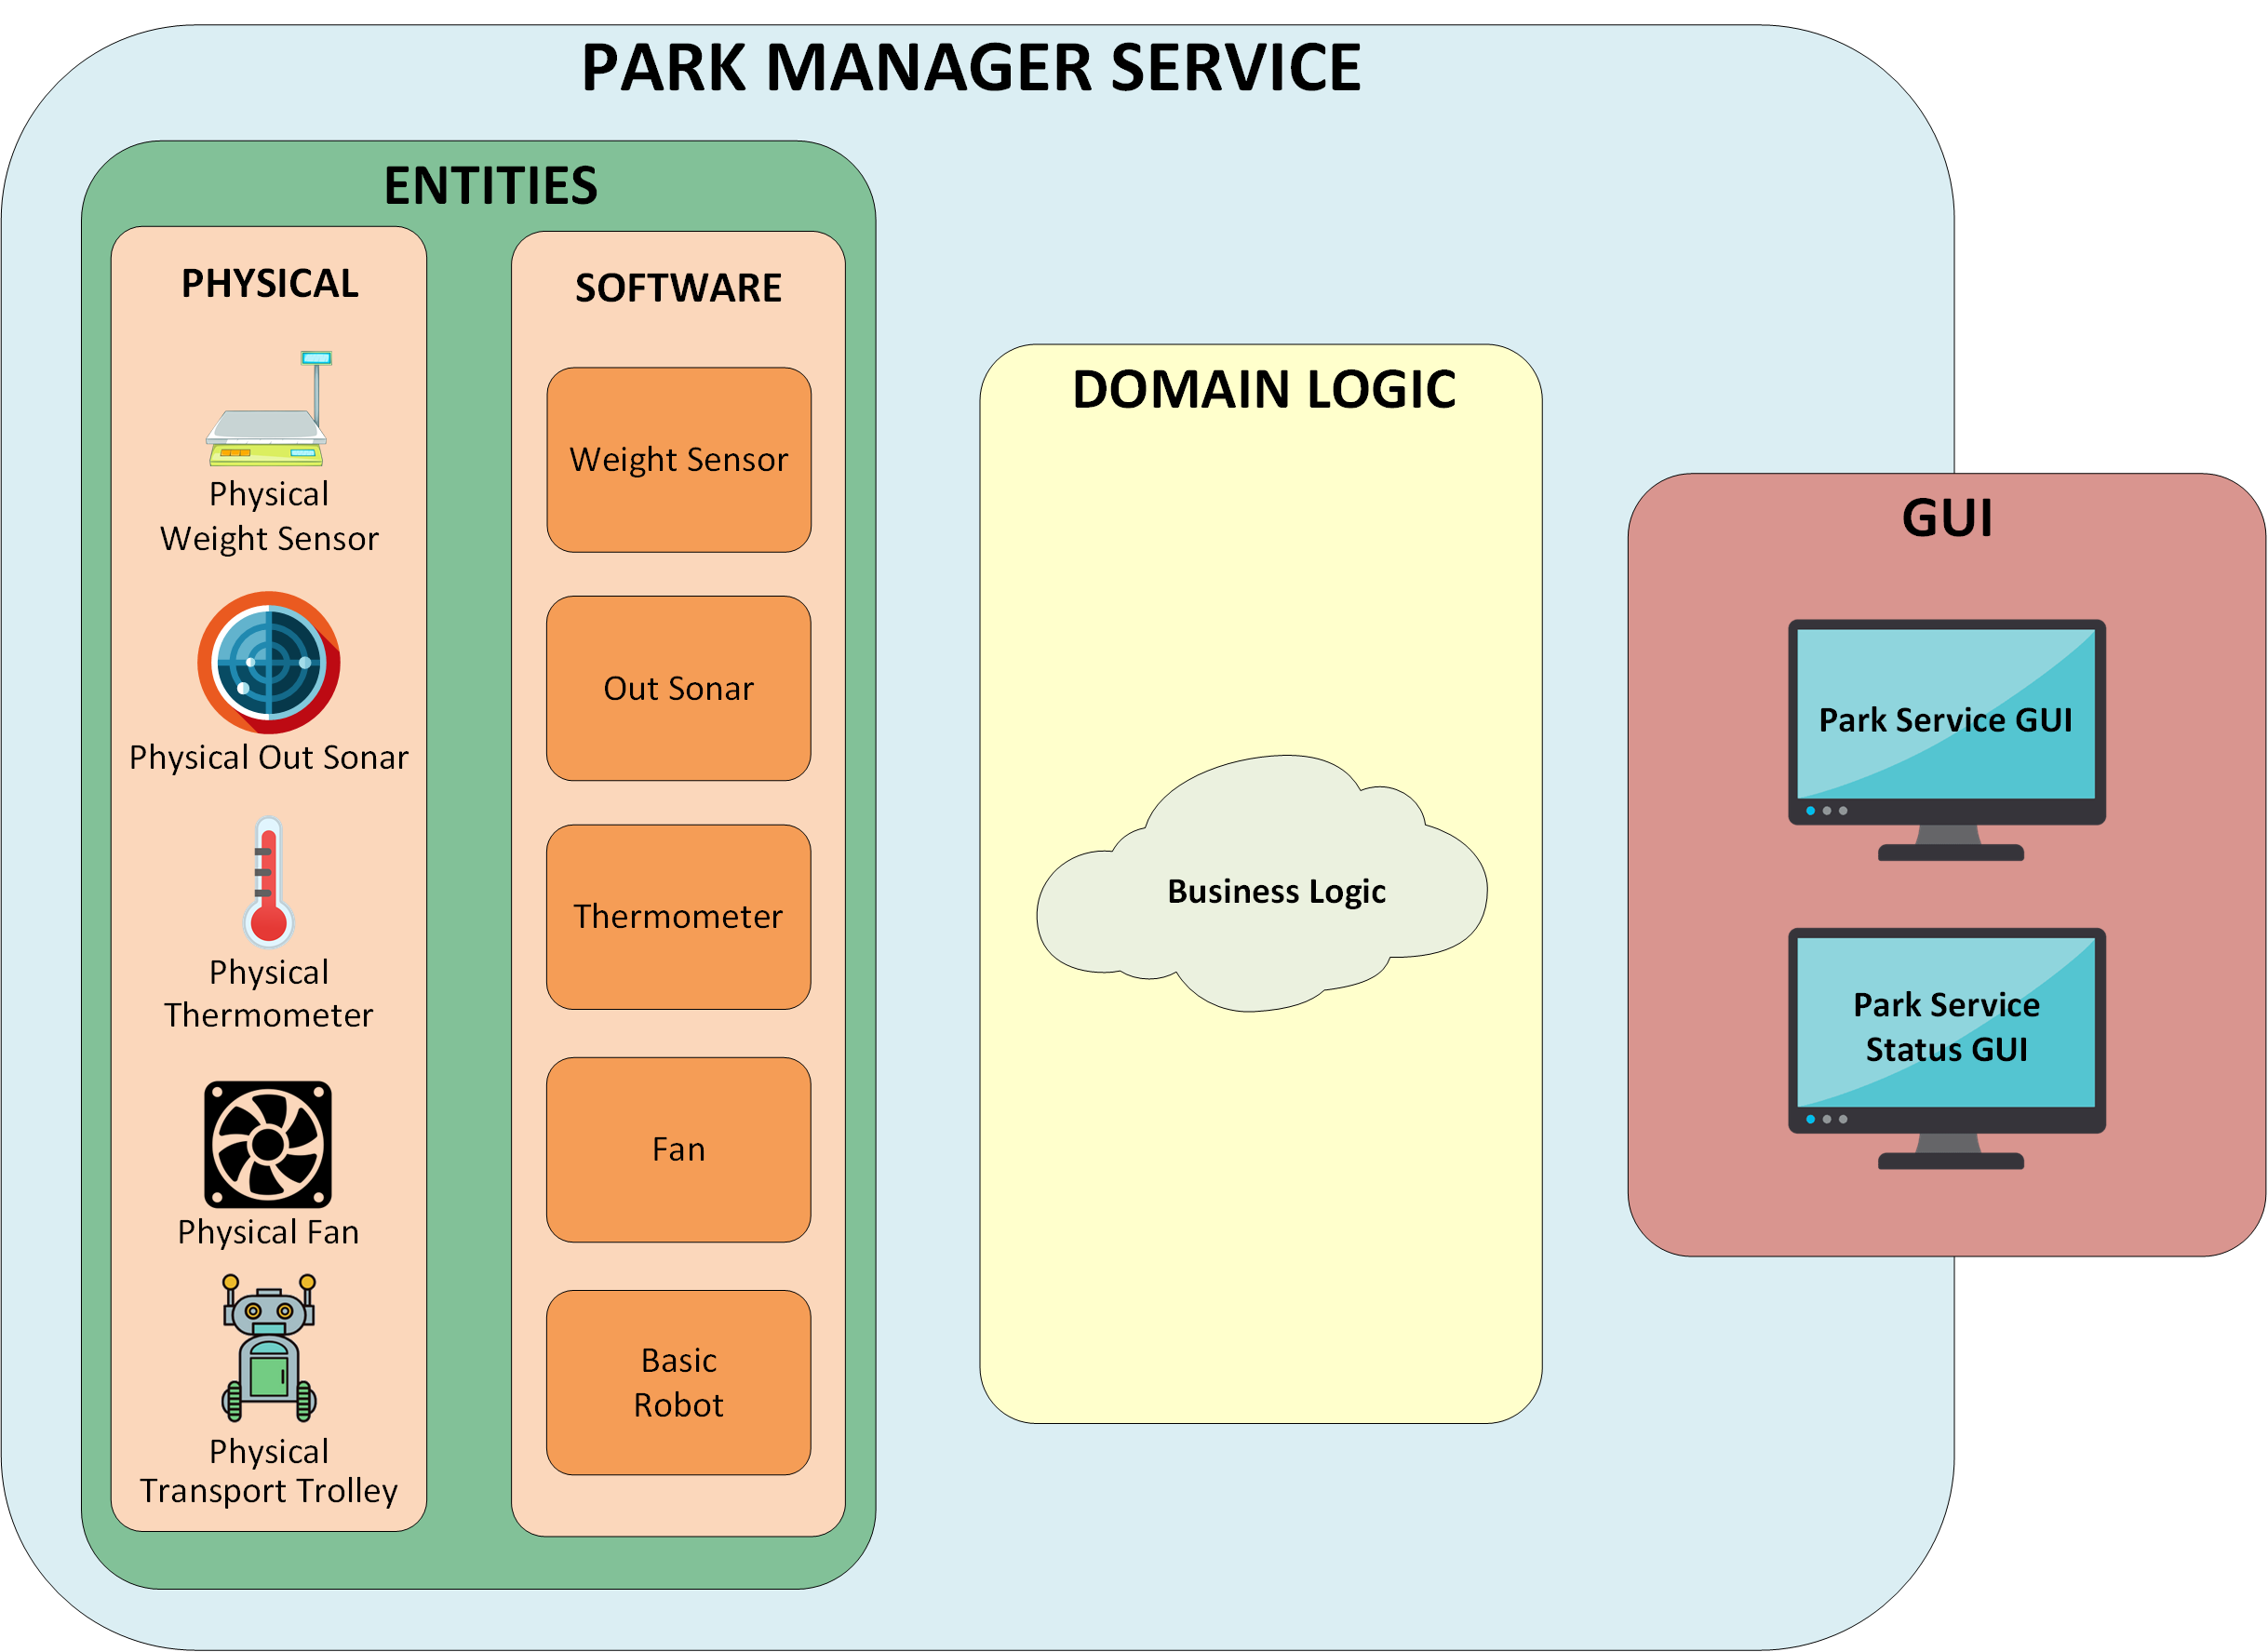 PARK MANAGER SERVICE
ENTITIES
PHYSICAL
Physical
Weight Sensor
Physical Out Sonar
Physical
Thermometer
Physical Fan
Physical
Transport Trolley
SOFTWARE
Weight Sensor
Out Sonar
Thermometer
Fan
Basic
Robot
DOMAIN LOGIC
Business Logic
GUI
Park Service GUI
Park Service
Status GUI